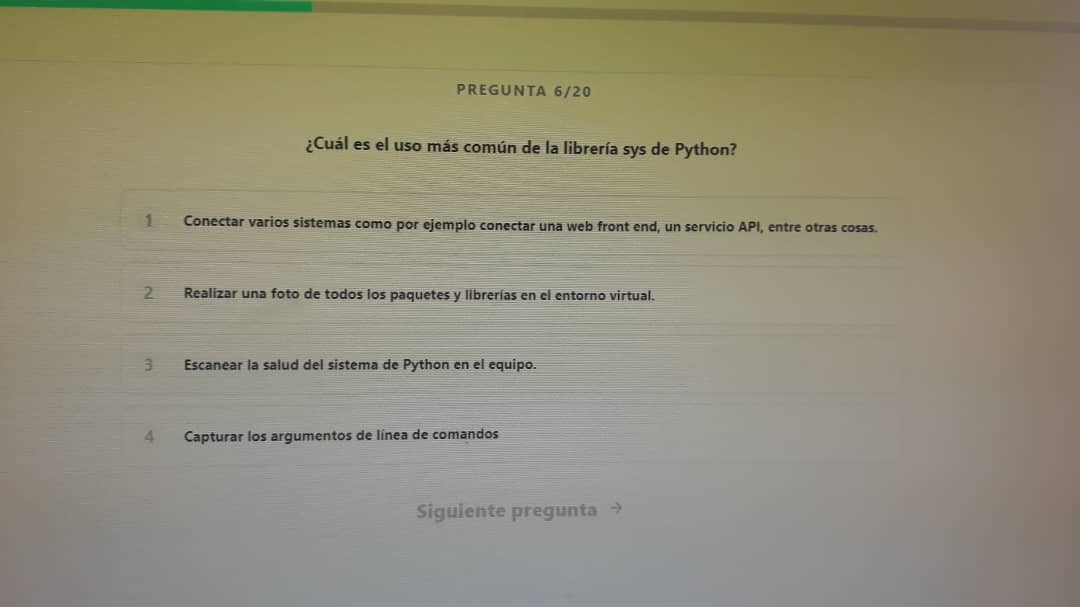 PREGUNTA 6/20
¿Cuál es el uso más común de la librería sys de Python?
1 Conectar varios sistemas como por ejemplo conectar una web front end, un servicio API, entre otras cosas.
2 Realizar una foto de todos los paquetes y librerías en el entorno virtual.
3 Escanear la salud del sistema de Python en el equipo.
4 Capturar los argumentos de línea de comandos
Siguiente pregunta →